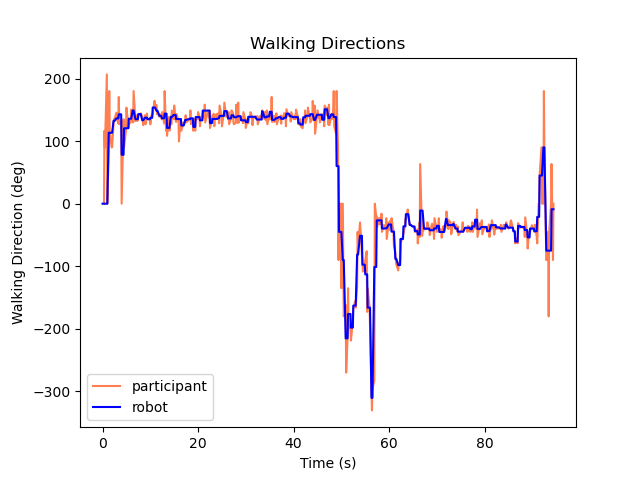 Walking Directions
Walking Direction (deg)
200
100
0
−100
−200
−300
participant
robot
0 20 40 60 80
Time (s)